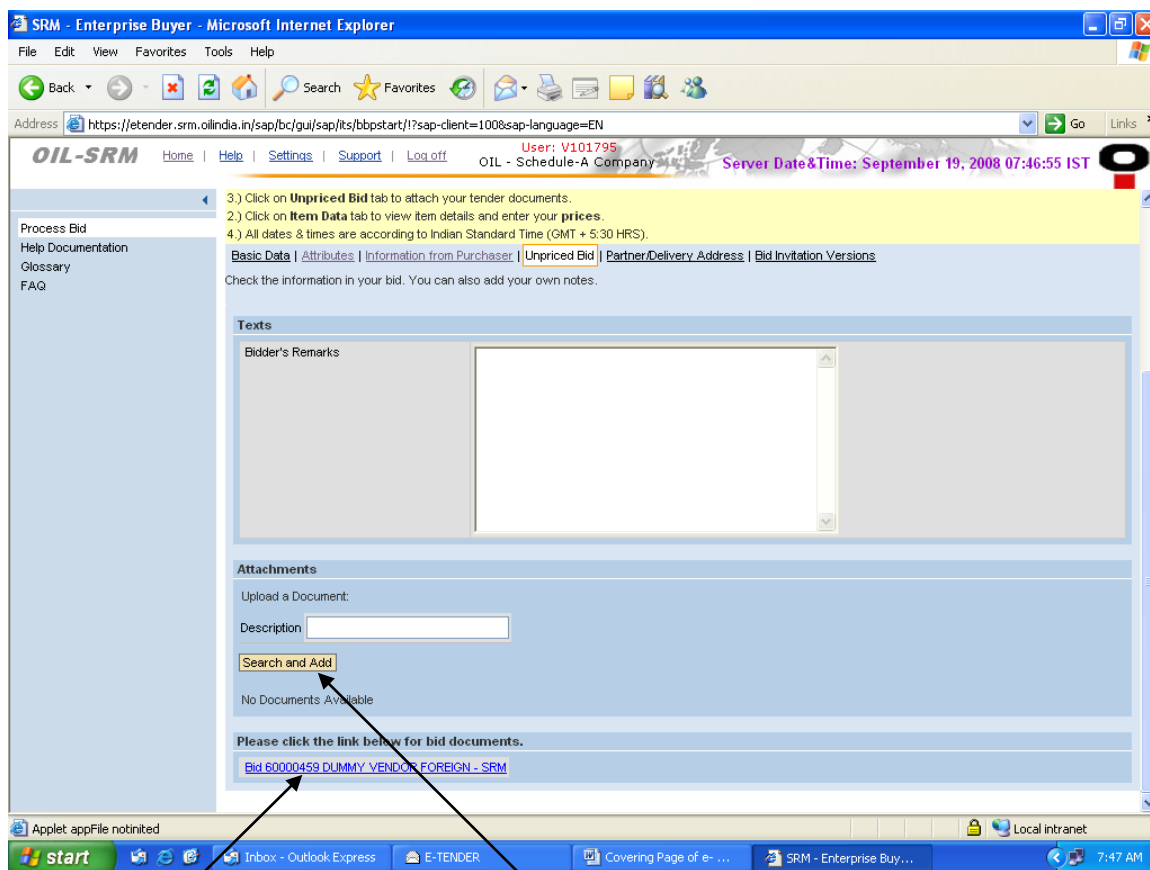 SRM - Enterprise Buyer - Microsoft Internet Explorer
File Edit View Favorites Tools Help
Back Search Favorites
Address https://etender.srm.oilindia.in/sap/bc/gui/sap/its/bbpstart/!?sap-client=100&sap-language=EN Go Links
OIL-SRM Home | Help | Settings | Support | Log off User: V101795
OIL - Schedule-A Company Server Date&Time: September 19, 2008 07:46:55 IST
3.) Click on Unpriced Bid tab to attach your tender documents.
2.) Click on Item Data tab to view item details and enter your prices.
4.) All dates & times are according to Indian Standard Time (GMT + 5:30 HRS).
Process Bid
Help Documentation
Glossary
FAQ
Basic Data | Attributes | Information from Purchaser | Unpriced Bid | Partner/Delivery Address | Bid Invitation Versions
Check the information in your bid. You can also add your own notes.
Texts
Bidder's Remarks
Attachments
Upload a Document:
Description
Search and Add
No Documents Available
Please click the link below for bid documents.
Bid 60000459 DUMMY VENDOR FOREIGN - SRM
Applet appFile notinited Local intranet
start Inbox - Outlook Express E-TENDER Covering Page of e- ... SRM - Enterprise Buy... 7:47 AM